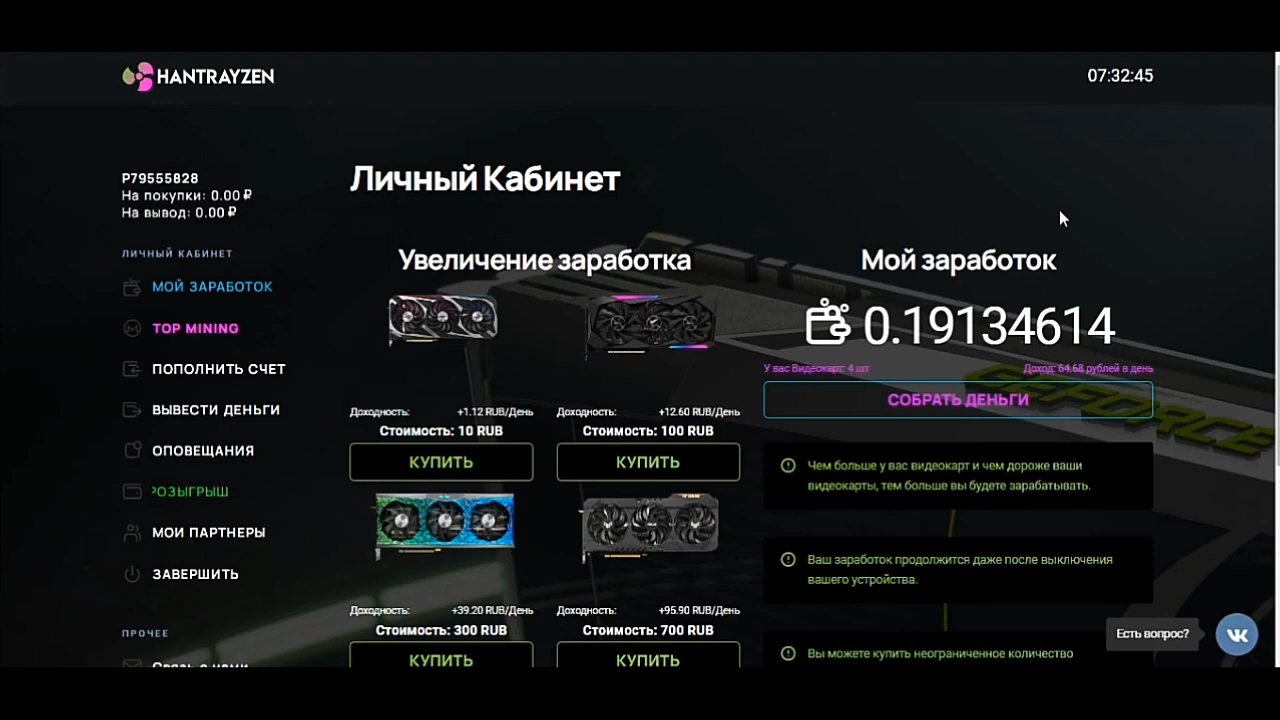 HANTRAYZEN
07:32:45
P79555828
На покупки: 0.00 ₽
На вывод: 0.00 ₽
ЛИЧНЫЙ КАБИНЕТ
МОЙ ЗАРАБОТОК
TOP MINING
ПОПОЛНИТЬ СЧЕТ
ВЫВЕСТИ ДЕНЬГИ
ОПОВЕЩАНИЯ
РОЗЫГРЫШ
МОИ ПАРТНЕРЫ
ЗАВЕРШИТЬ
ПРОЧЕЕ
Связь с нами
Личный Кабинет
Увеличение заработка
Доходность: +1.12 RUB/День
Стоимость: 10 RUB
КУПИТЬ
Доходность: +12.60 RUB/День
Стоимость: 100 RUB
КУПИТЬ
Доходность: +39.20 RUB/День
Стоимость: 300 RUB
КУПИТЬ
Доходность: +95.90 RUB/День
Стоимость: 700 RUB
КУПИТЬ
Мой заработок
0.19134614
У вас Видеокарт: 4 шт
Доход: 64.68 рублей в день
СОБРАТЬ ДЕНЬГИ
GEFORCE
Чем больше у вас видеокарт и чем дороже ваши
видеокарты, тем больше вы будете зарабатывать.
Ваш заработок продолжится даже после выключения
вашего устройства.
Вы можете купить неограниченное количество
Есть вопрос?